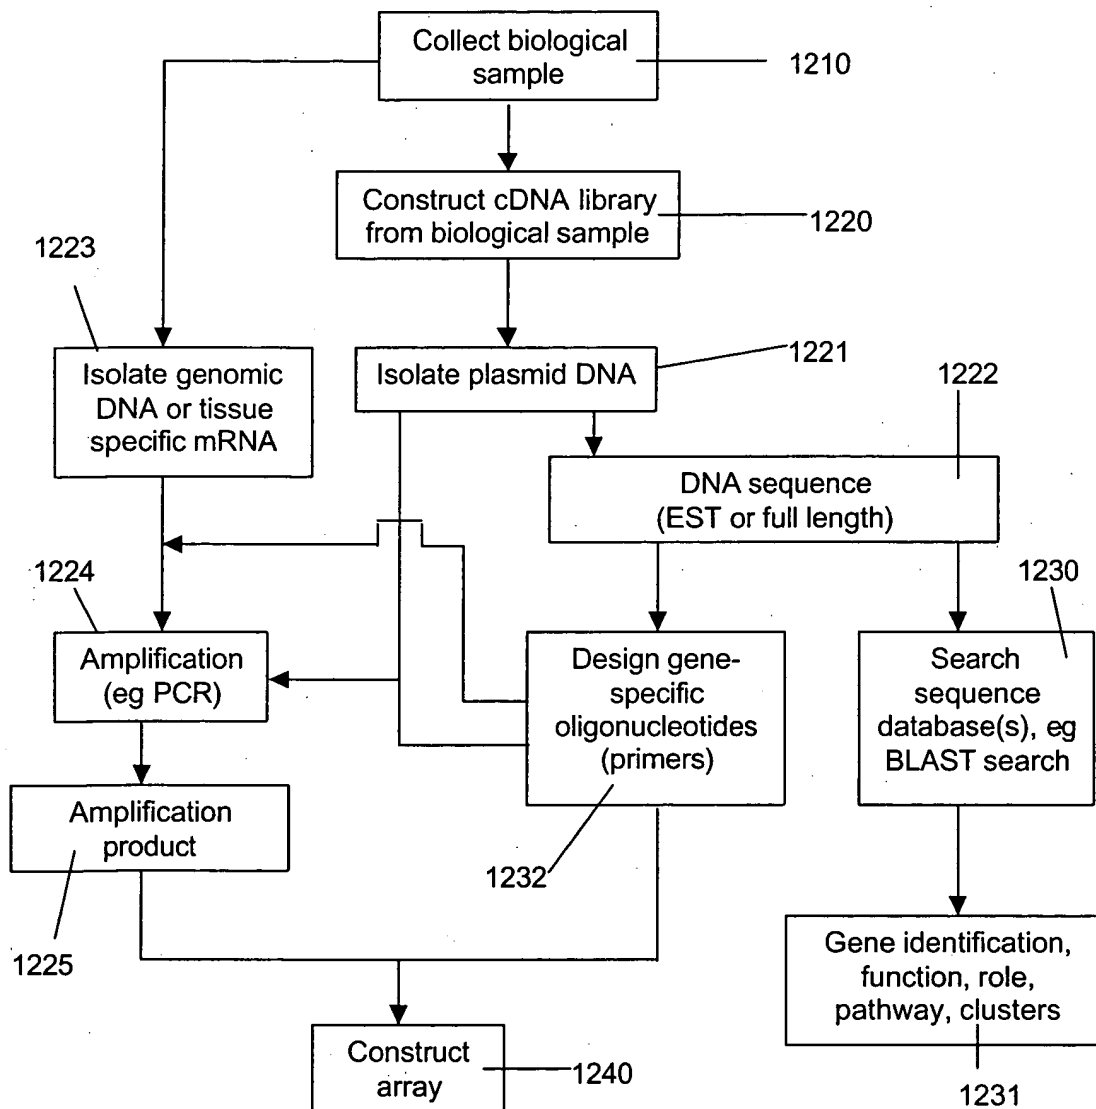 Collect biological
sample
1210
Construct cDNA library
from biological sample
1220
1223
Isolate genomic
DNA or tissue
specific mRNA
Isolate plasmid DNA
1221
1222
DNA sequence
(EST or full length)
1224
Amplification
(eg PCR)
Design gene-
specific
oligonucleotides
(primers)
1230
Search
sequence
database(s), eg
BLAST search
Amplification
product
1232
1225
Gene identification,
function, role,
pathway, clusters
Construct
array
1240
1231